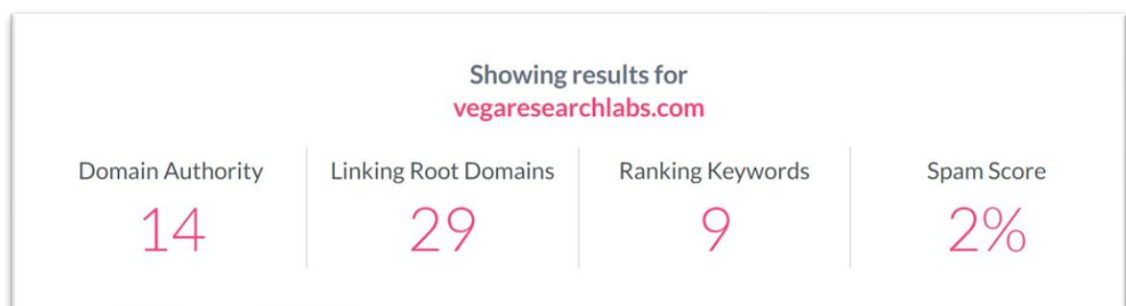 Showing results for
vegaresearchlabs.com
Domain Authority
14
Linking Root Domains
29
Ranking Keywords
9
Spam Score
2%